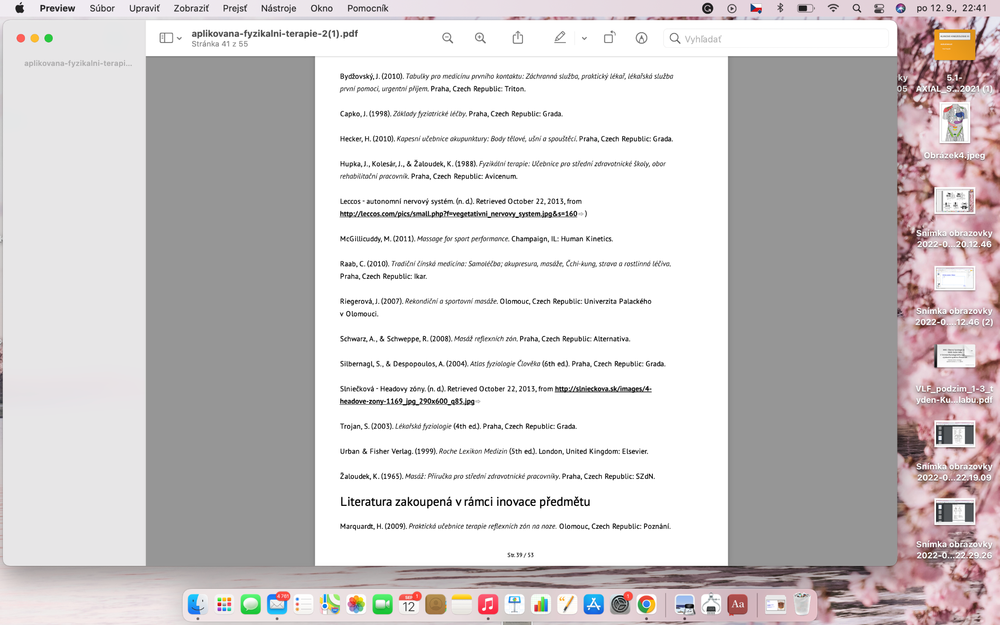 Preview Súbor Upraviť Zobraziť Prejsť Nástroje Okno Pomocník po 12. 9., 22:41
aplikovana-fyzikalni-terapie-2(1).pdf
Stránka 41 z 55
Vyhľadať
aplikovana-fyzikalni-terapi...
Bydžovský, J. (2010). Tabulky pro medicínu prvního kontaktu: Záchranná služba, praktický lékař, lékařská služba
první pomoci, urgentní příjem. Praha, Czech Republic: Triton.
Capko, J. (1998). Základy fyziatrické léčby. Praha, Czech Republic: Grada.
Hecker, H. (2010). Kapesní učebnice akupunktury: Body tělové, ušní a spouštěcí. Praha, Czech Republic: Grada.
Hupka, J., Kolesár, J., & Žaloudek, K. (1988). Fyzikální terapie: Učebnice pro střední zdravotnické školy, obor
rehabilitační pracovník. Praha, Czech Republic: Avicenum.
Leccos - autonomní nervový systém. (n. d.). Retrieved October 22, 2013, from
http://leccos.com/pics/small.php?f=vegetativni_nervovy_system.jpg&s=160 ⇨ )
McGillicuddy, M. (2011). Massage for sport performance. Champaign, IL: Human Kinetics.
Raab, C. (2010). Tradiční čínská medicína: Samoléčba; akupresura, masáže, Čchi-kung, strava a rostlinná léčiva.
Praha, Czech Republic: Ikar.
Riegerová, J. (2007). Rekondiční a sportovní masáže. Olomouc, Czech Republic: Univerzita Palackého
v Olomouci.
Schwarz, A., & Schweppe, R. (2008). Masáž reflexních zón. Praha, Czech Republic: Alternativa.
Silbernagl, S., & Despopoulos, A. (2004). Atlas fyziologie Člověka (6th ed.). Praha, Czech Republic: Grada.
Slniečková - Headovy zóny. (n. d.). Retrieved October 22, 2013, from http://slnieckova.sk/images/4-
headove-zony-1169_jpg_290x600_q85.jpg ⇨
Trojan, S. (2003). Lékařská fyziologie (4th ed.). Praha, Czech Republic: Grada.
Urban & Fisher Verlag. (1999). Roche Lexikon Medizin (5th ed.). London, United Kingdom: Elsevier.
Žaloudek, K. (1965). Masáž: Příručka pro střední zdravotnické pracovníky. Praha, Czech Republic: SZdN.
Literatura zakoupená v rámci inovace předmětu
Marquardt, H. (2009). Praktická učebnice terapie reflexních zón na noze. Olomouc, Czech Republic: Poznání.
Str. 39 / 53
KLINICKÁ KINEZIOLOGIE III
ky
05
5.1-
AXIAL_S...2021 (1)
Obrázek4.jpeg
Snímka obrazovky
2022-0...20.12.46
Snímka obrazovky
2022-0....12.46 (2)
VLF_podzim_1-3_t
yden-Ku...labu.pdf
Snímka obrazovky
2022-0...22.19.09
Snímka obrazovky
2022-0...22.29.26
4 761
SEP
12
1
1
280
Aa